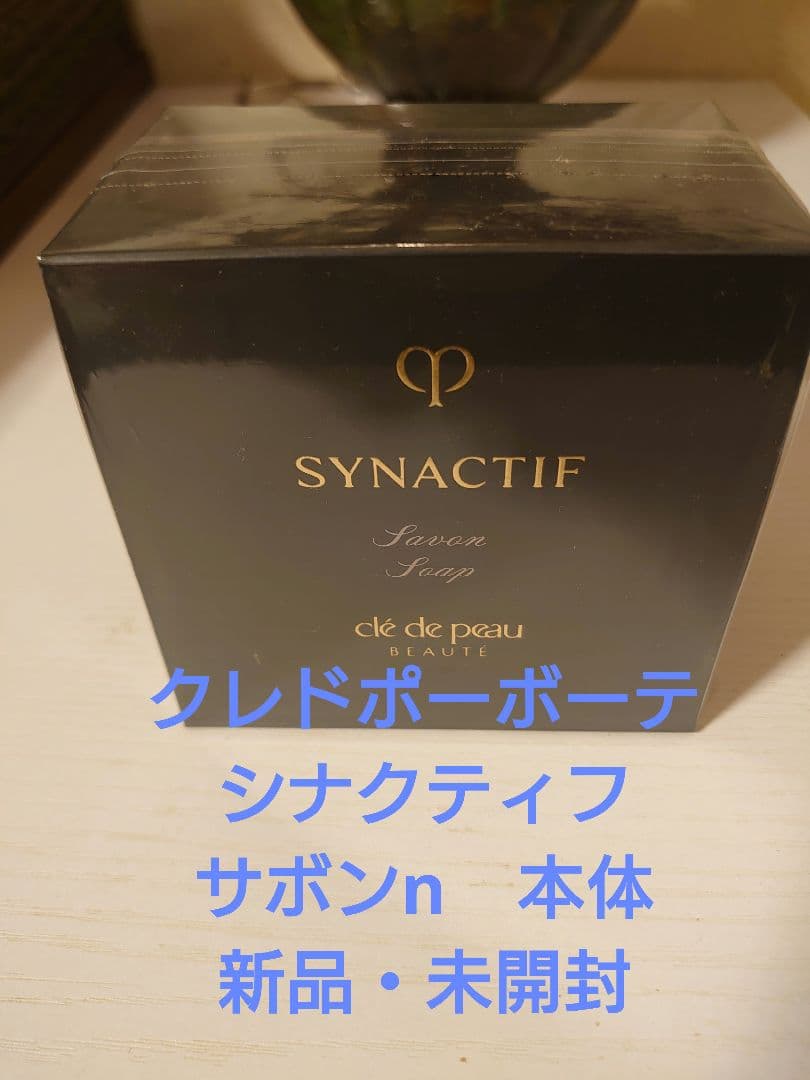 SYNACTIF
Savon
Soap
clé de peau
BEAUTÉ
クレドポーボーテ
シナクティフ
サボンn　本体
新品・未開封